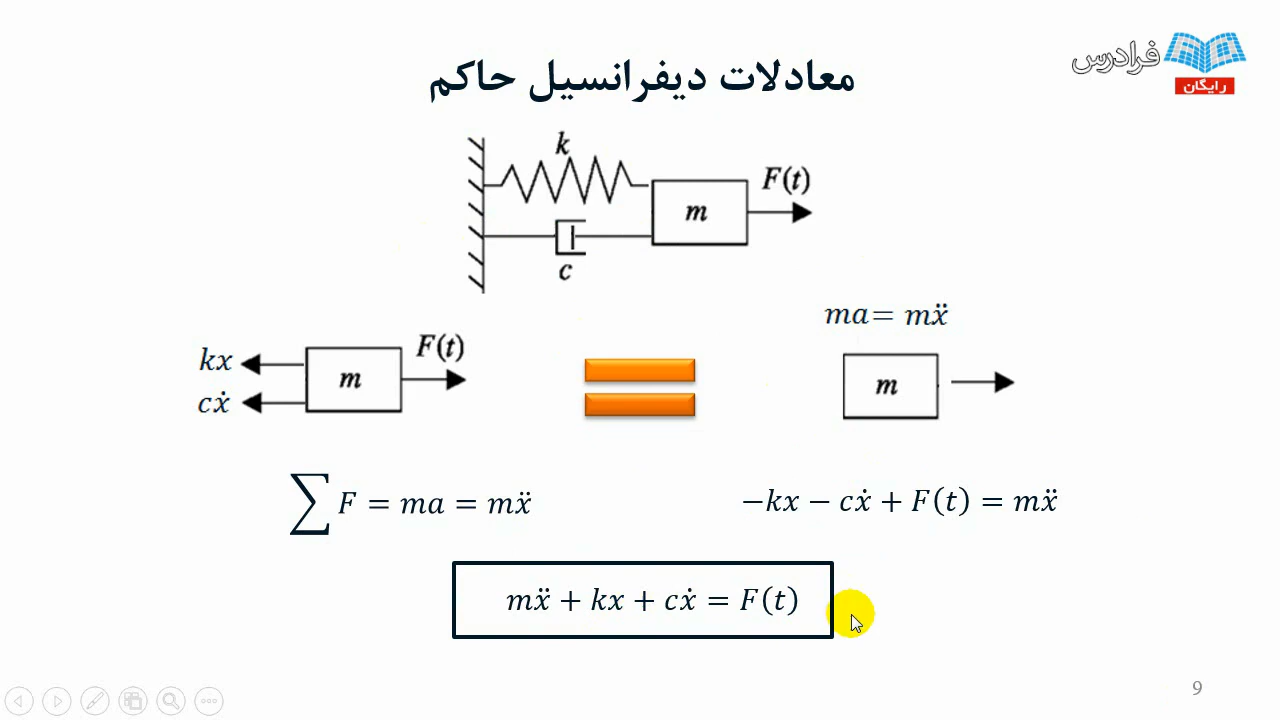 فرادرس
رایگان
معادلات دیفرانسیل حاکم
k
F(t)
m
c
ma= mẍ
kx
F(t)
m
cẋ
m
∑ F = ma = mẍ
−kx − cẋ + F(t) = mẍ
mẍ + kx + cẋ = F(t)
9